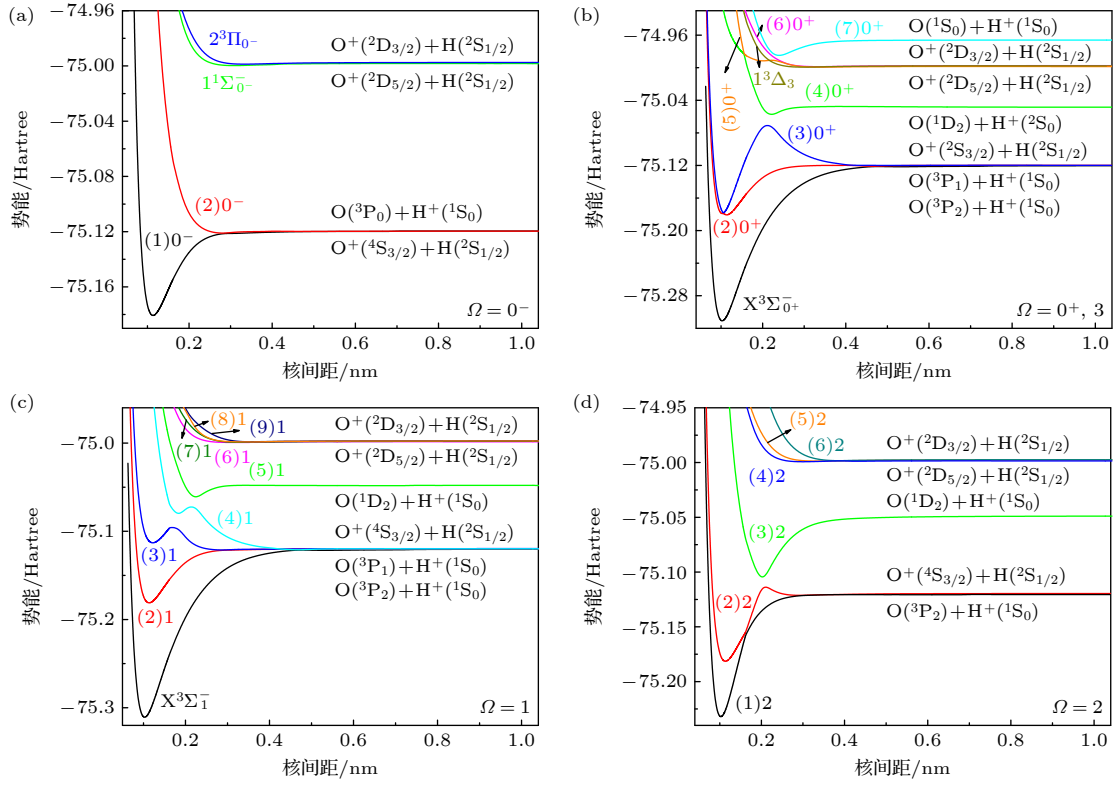 (a)
−74.96
−75.00
−75.04
−75.08
−75.12
−75.16
势能/Hartree
2³Π₀₋
1¹Σ⁻₀₋
O⁺(²D₃/₂)+H(²S₁/₂)
O⁺(²D₅/₂)+H(²S₁/₂)
(2)0⁻
(1)0⁻
O(³P₀)+H⁺(¹S₀)
O⁺(⁴S₃/₂)+H(²S₁/₂)
Ω = 0⁻
0.2 0.4 0.6 0.8 1.0
核间距/nm
(b)
−74.96
−75.04
−75.12
−75.20
−75.28
势能/Hartree
(6)0⁺
(7)0⁺
O(¹S₀)+H⁺(¹S₀)
O⁺(²D₃/₂)+H(²S₁/₂)
1³Δ₃
O⁺(²D₅/₂)+H(²S₁/₂)
(5)0⁺
(4)0⁺
O(¹D₂)+H⁺(²S₀)
(3)0⁺
O⁺(²S₃/₂)+H(²S₁/₂)
O(³P₁)+H⁺(¹S₀)
O(³P₂)+H⁺(¹S₀)
(2)0⁺
X³Σ⁻₀₊
Ω = 0⁺, 3
0.2 0.4 0.6 0.8 1.0
核间距/nm
(c)
−75.0
−75.1
−75.2
−75.3
势能/Hartree
(8)1
(9)1
O⁺(²D₃/₂)+H(²S₁/₂)
(7)1
(6)1
O⁺(²D₅/₂)+H(²S₁/₂)
(5)1
O(¹D₂)+H⁺(¹S₀)
(4)1
O⁺(⁴S₃/₂)+H(²S₁/₂)
(3)1
O(³P₁)+H⁺(¹S₀)
O(³P₂)+H⁺(¹S₀)
(2)1
X³Σ⁻₁
Ω = 1
0.2 0.4 0.6 0.8 1.0
核间距/nm
(d)
−74.95
−75.00
−75.05
−75.10
−75.15
−75.20
势能/Hartree
(5)2
(6)2
O⁺(²D₃/₂)+H(²S₁/₂)
(4)2
O⁺(²D₅/₂)+H(²S₁/₂)
O(¹D₂)+H⁺(¹S₀)
(3)2
O⁺(⁴S₃/₂)+H(²S₁/₂)
(2)2
O(³P₂)+H⁺(¹S₀)
(1)2
Ω = 2
0.2 0.4 0.6 0.8 1.0
核间距/nm